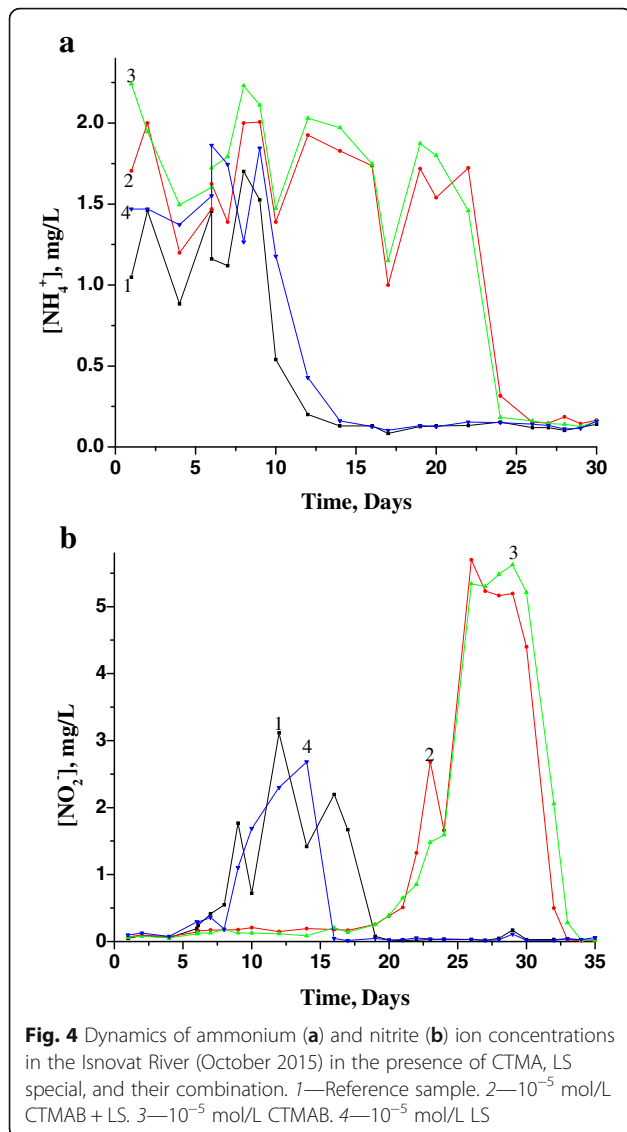 a
3
2
4
1
2.0
1.5
1.0
0.5
0.0
[NH₄⁺], mg/L
0 5 10 15 20 25 30
Time, Days
b
3
1
4
2
5
4
3
2
1
0
[NO₂⁻], mg/L
0 5 10 15 20 25 30 35
Time, Days
Fig. 4 Dynamics of ammonium (a) and nitrite (b) ion concentrations
in the Isnovat River (October 2015) in the presence of CTMA, LS
special, and their combination. 1—Reference sample. 2—10⁻⁵ mol/L
CTMAB + LS. 3—10⁻⁵ mol/L CTMAB. 4—10⁻⁵ mol/L LS